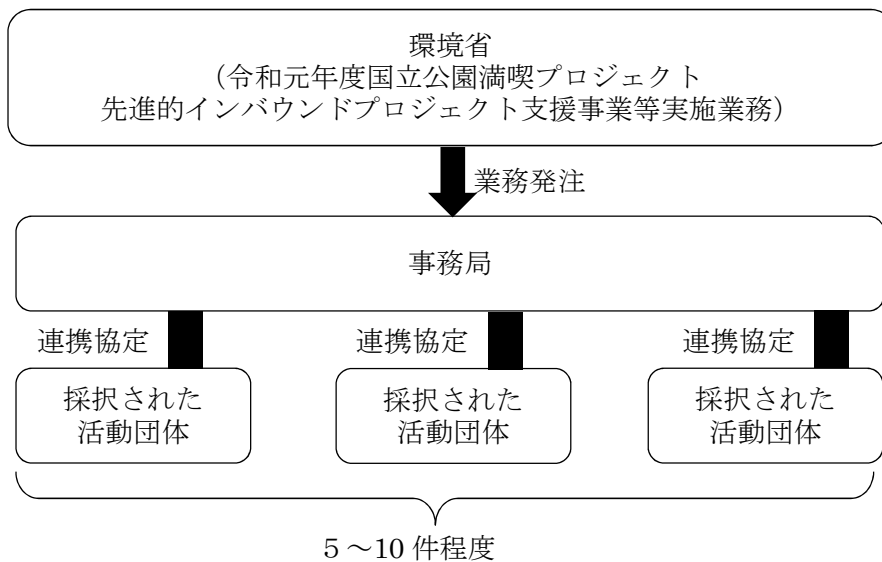 環境省
（令和元年度国立公園満喫プロジェクト
先進的インバウンドプロジェクト支援事業等実施業務）
業務発注
事務局
連携協定
連携協定
連携協定
採択された
活動団体
採択された
活動団体
採択された
活動団体
５～10 件程度